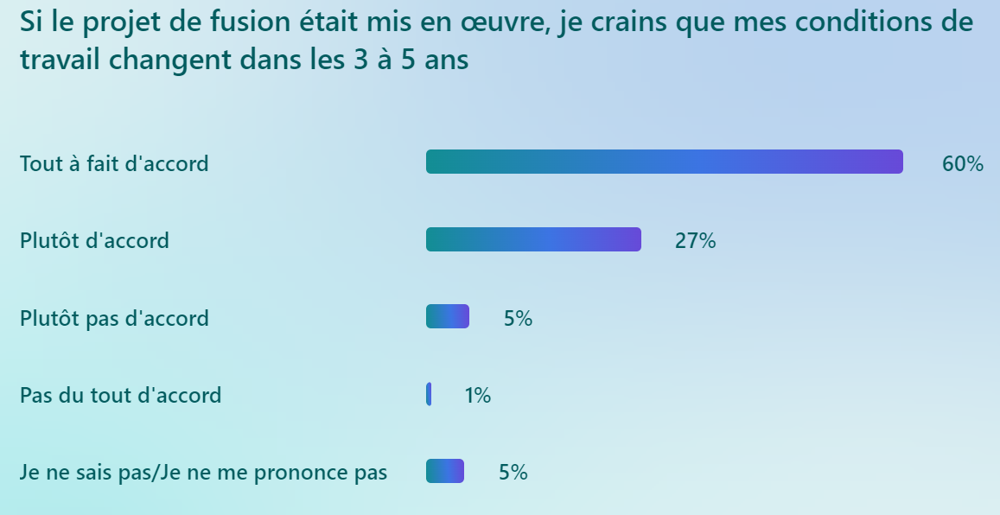 Si le projet de fusion était mis en œuvre, je crains que mes conditions de
travail changent dans les 3 à 5 ans
Tout à fait d'accord 60%
Plutôt d'accord 27%
Plutôt pas d'accord 5%
Pas du tout d'accord 1%
Je ne sais pas/Je ne me prononce pas 5%